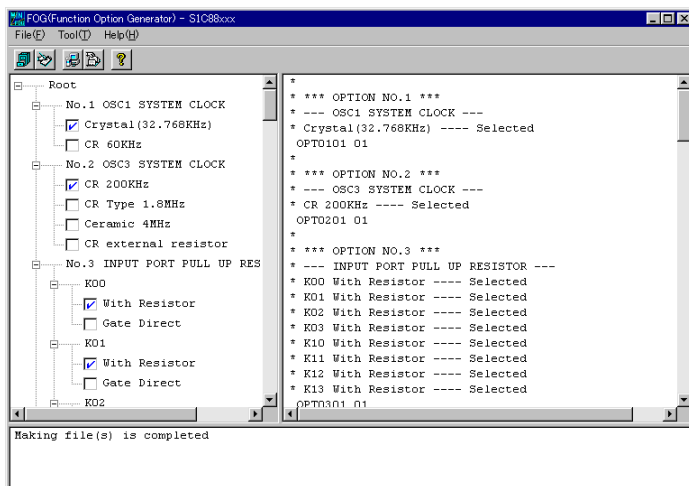 FOG(Function Option Generator) - S1C88xxx
File(F) Tool(T) Help(H)
Root
No.1 OSC1 SYSTEM CLOCK
Crystal(32.768KHz)
CR 60KHz
No.2 OSC3 SYSTEM CLOCK
CR 200KHz
CR Type 1.8MHz
Ceramic 4MHz
CR external resistor
No.3 INPUT PORT PULL UP RES
K00
With Resistor
Gate Direct
K01
With Resistor
Gate Direct
K02
*
* *** OPTION NO.1 ***
* --- OSC1 SYSTEM CLOCK ---
* Crystal(32.768KHz) ---- Selected
OPT0101 01
*
* *** OPTION NO.2 ***
* --- OSC3 SYSTEM CLOCK ---
* CR 200KHz ---- Selected
OPT0201 01
*
* *** OPTION NO.3 ***
* --- INPUT PORT PULL UP RESISTOR ---
* K00 With Resistor ---- Selected
* K01 With Resistor ---- Selected
* K02 With Resistor ---- Selected
* K03 With Resistor ---- Selected
* K10 With Resistor ---- Selected
* K11 With Resistor ---- Selected
* K12 With Resistor ---- Selected
* K13 With Resistor ---- Selected
OPT0301 01
Making file(s) is completed